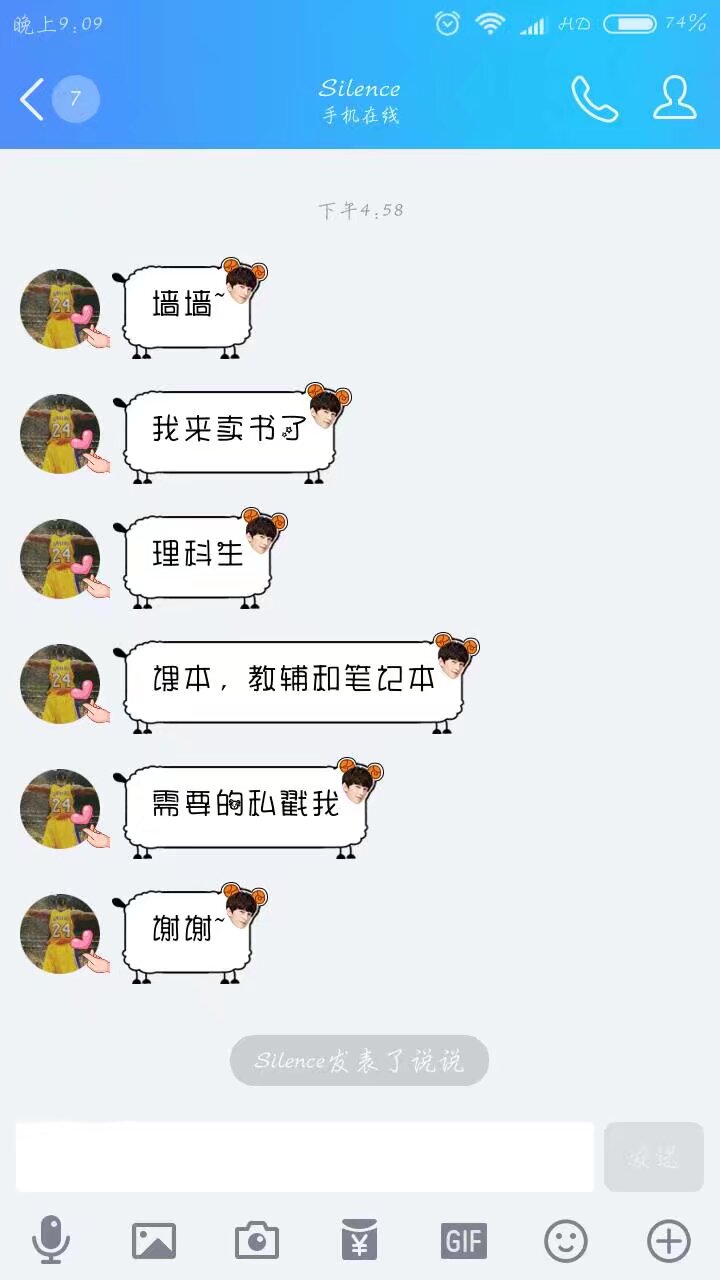 晚上9:09
HD
74%
7
Silence
手机在线
下午4:58
墙墙~
我来卖书了
理科生
课本，教辅和笔记本
需要的私戳我
谢谢~
Silence发表了说说
发送
GIF